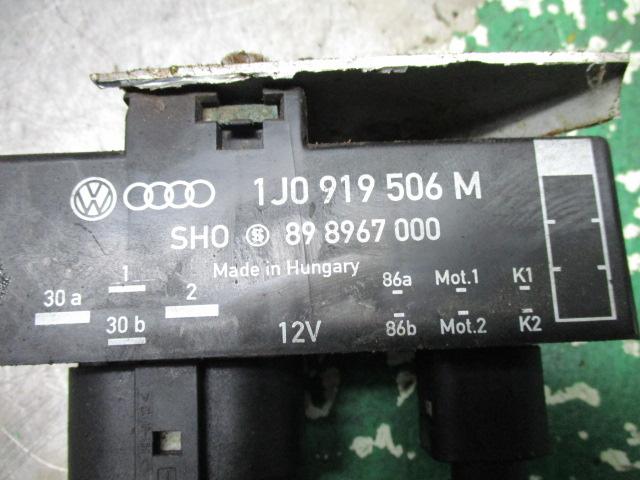 1J0 919 506 M
SHO 89 8967 000
Made in Hungary
30 a 1 2 86a Mot.1 K1
30 b 12V 86b Mot.2 K2